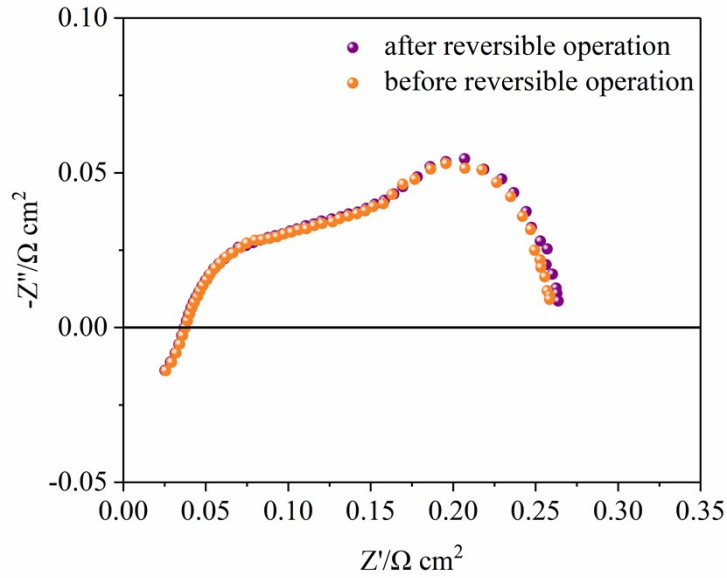 0.10
after reversible operation
before reversible operation
0.05
-Z"/Ω cm²
0.00
-0.05
0.00 0.05 0.10 0.15 0.20 0.25 0.30 0.35
Z'/Ω cm²